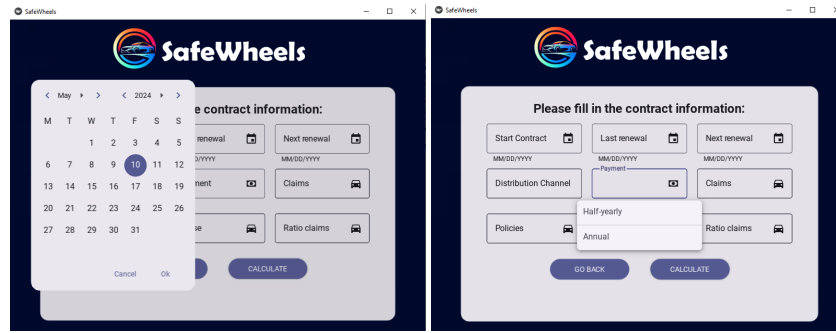 SafeWheels
SafeWheels
May 2024
e contract information:
M T W T F S S
1 2 3 4 5
6 7 8 9 10 11 12
13 14 15 16 17 18 19
20 21 22 23 24 25 26
27 28 29 30 31
Cancel Ok
renewal
Next renewal
D/YYYY
MM/DD/YYYY
ment
Claims
se
Ratio claims
CALCULATE
SafeWheels
SafeWheels
Please fill in the contract information:
Start Contract
Last renewal
Next renewal
MM/DD/YYYY
MM/DD/YYYY
MM/DD/YYYY
Distribution Channel
Payment
Claims
Half-yearly
Annual
Policies
Ratio claims
GO BACK
CALCULATE